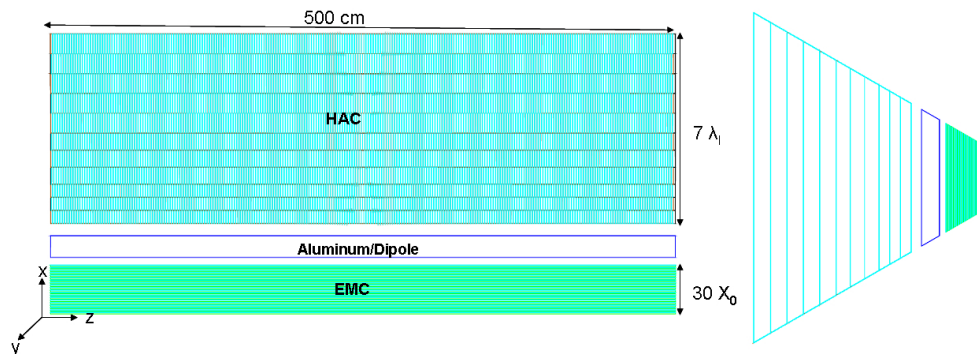 500 cm
HAC
7 λI
Aluminum/Dipole
EMC
30 X0
X
Z
y